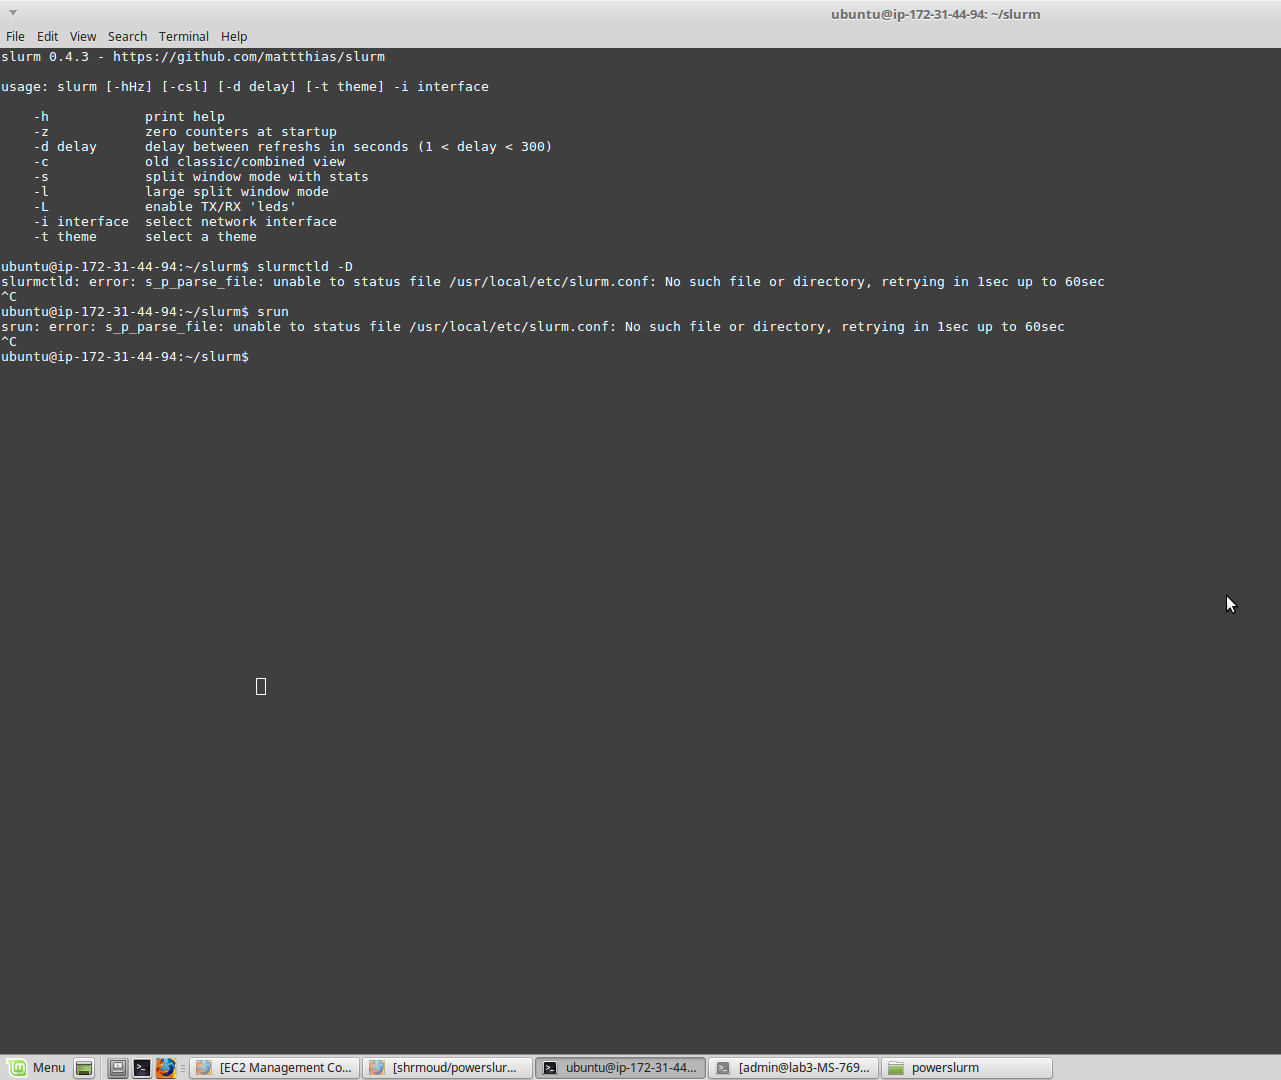 ubuntu@ip-172-31-44-94: ~/slurm
File Edit View Search Terminal Help
slurm 0.4.3 - https://github.com/mattthias/slurm
usage: slurm [-hHz] [-csl] [-d delay] [-t theme] -i interface
-h print help
-z zero counters at startup
-d delay delay between refreshs in seconds (1 < delay < 300)
-c old classic/combined view
-s split window mode with stats
-l large split window mode
-L enable TX/RX 'leds'
-i interface select network interface
-t theme select a theme
ubuntu@ip-172-31-44-94:~/slurm$ slurmctld -D
slurmctld: error: s_p_parse_file: unable to status file /usr/local/etc/slurm.conf: No such file or directory, retrying in 1sec up to 60sec
^C
ubuntu@ip-172-31-44-94:~/slurm$ srun
srun: error: s_p_parse_file: unable to status file /usr/local/etc/slurm.conf: No such file or directory, retrying in 1sec up to 60sec
^C
ubuntu@ip-172-31-44-94:~/slurm$
Menu [EC2 Management Co... [shrmoud/powerslur... ubuntu@ip-172-31-44... [admin@lab3-MS-769... powerslurm